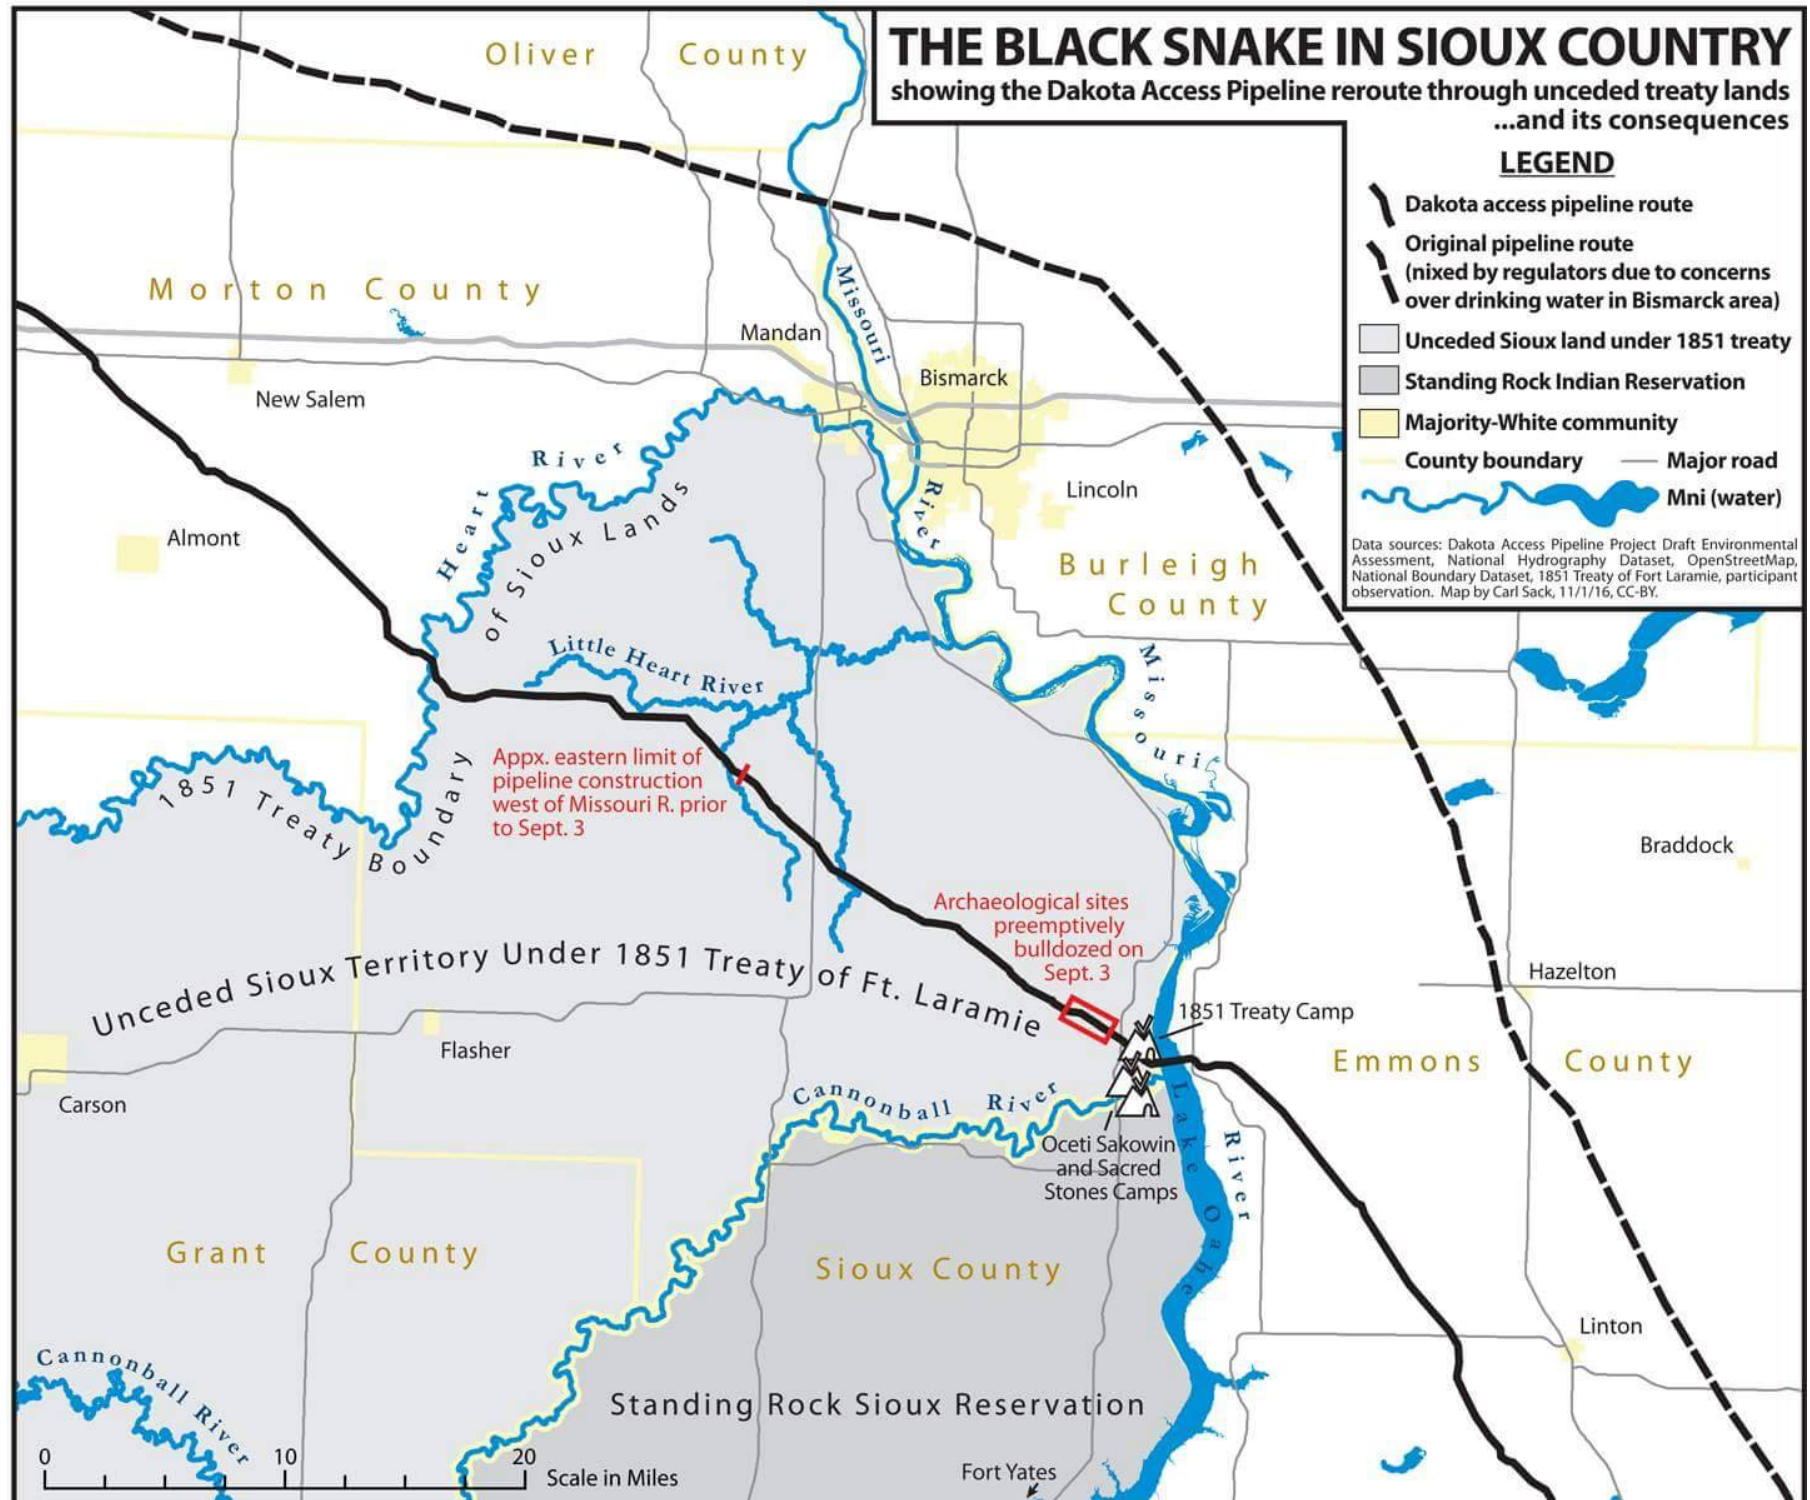 THE BLACK SNAKE IN SIOUX COUNTRY
showing the Dakota Access Pipeline reroute through unceded treaty lands
...and its consequences
LEGEND
Dakota access pipeline route
Original pipeline route
(nixed by regulators due to concerns
over drinking water in Bismarck area)
Unceded Sioux land under 1851 treaty
Standing Rock Indian Reservation
Majority-White community
County boundary
Major road
Mni (water)
Data sources: Dakota Access Pipeline Project Draft Environmental
Assessment, National Hydrography Dataset, OpenStreetMap,
National Boundary Dataset, 1851 Treaty of Fort Laramie, participant
observation. Map by Carl Sack, 11/1/16, CC-BY.
Oliver County
Morton County
Missouri
Mandan
Bismarck
New Salem
River
Heart River
Lincoln
of Sioux Lands
Almont
Burleigh
County
Little Heart River
Missouri
1851 Treaty Boundary
Appx. eastern limit of
pipeline construction
west of Missouri R. prior
to Sept. 3
Braddock
Archaeological sites
preemptively
bulldozed on
Sept. 3
Unceded Sioux Territory Under 1851 Treaty of Ft. Laramie
Hazelton
1851 Treaty Camp
Flasher
Emmons County
Carson
Cannonball River
Lake Oahe
River
Oceti Sakowin
and Sacred
Stones Camps
Grant County
Sioux County
Linton
Cannonball River
Standing Rock Sioux Reservation
Fort Yates
0 10 20
Scale in Miles